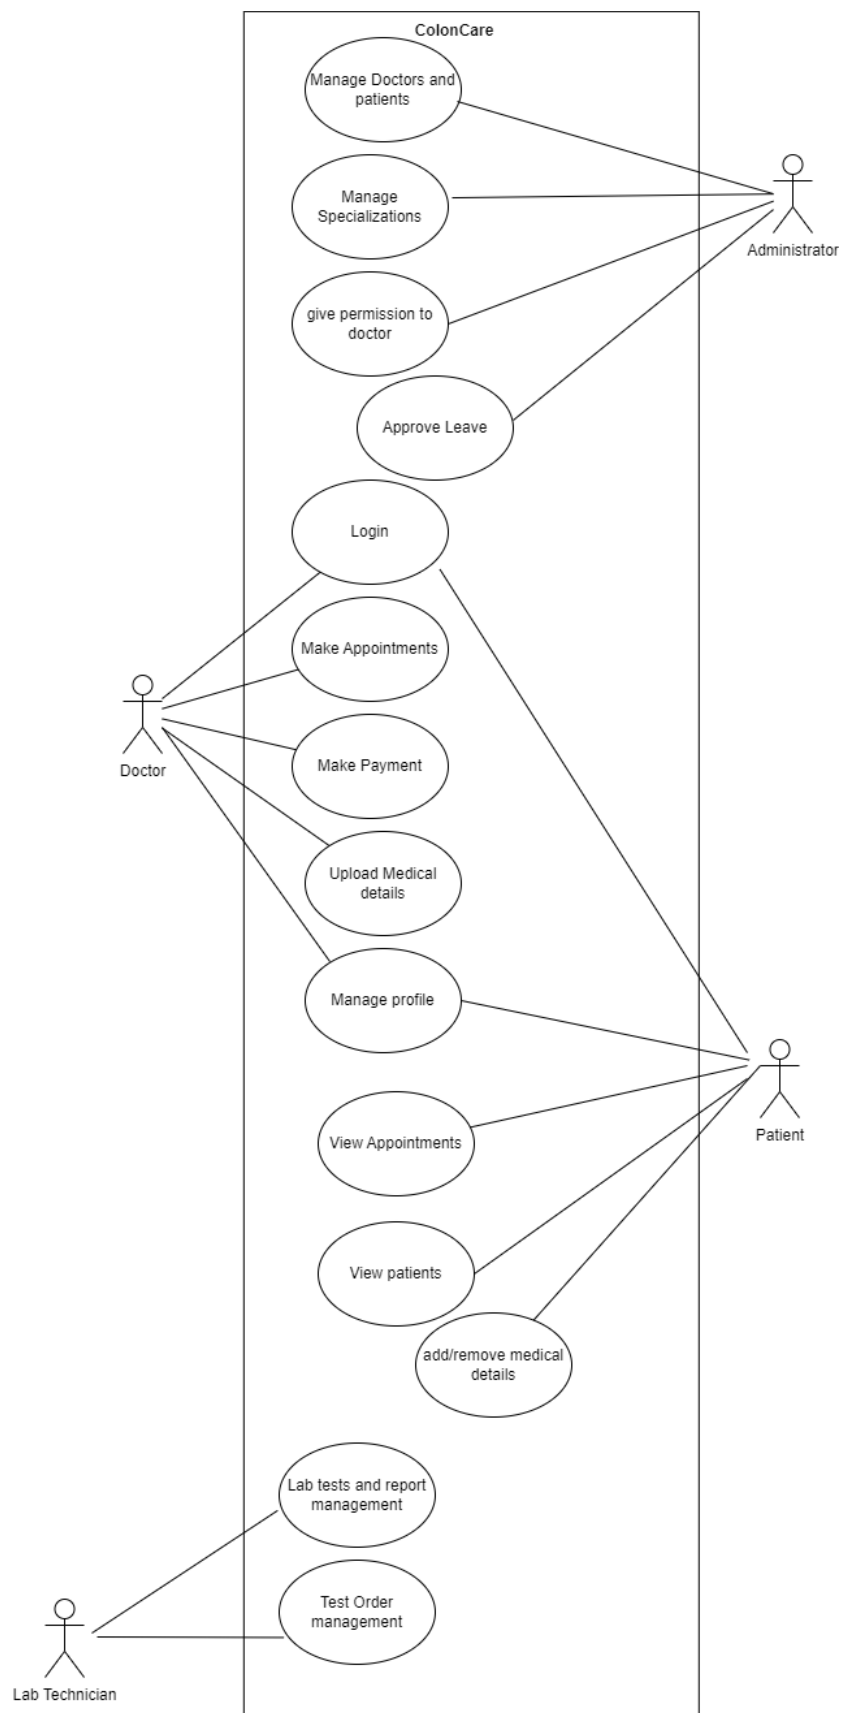 ColonCare
Manage Doctors and
patients
Manage
Specializations
Administrator
give permission to
doctor
Approve Leave
Login
Make Appointments
Doctor
Make Payment
Upload Medical
details
Manage profile
Patient
View Appointments
View patients
add/remove medical
details
Lab tests and report
management
Test Order
management
Lab Technician